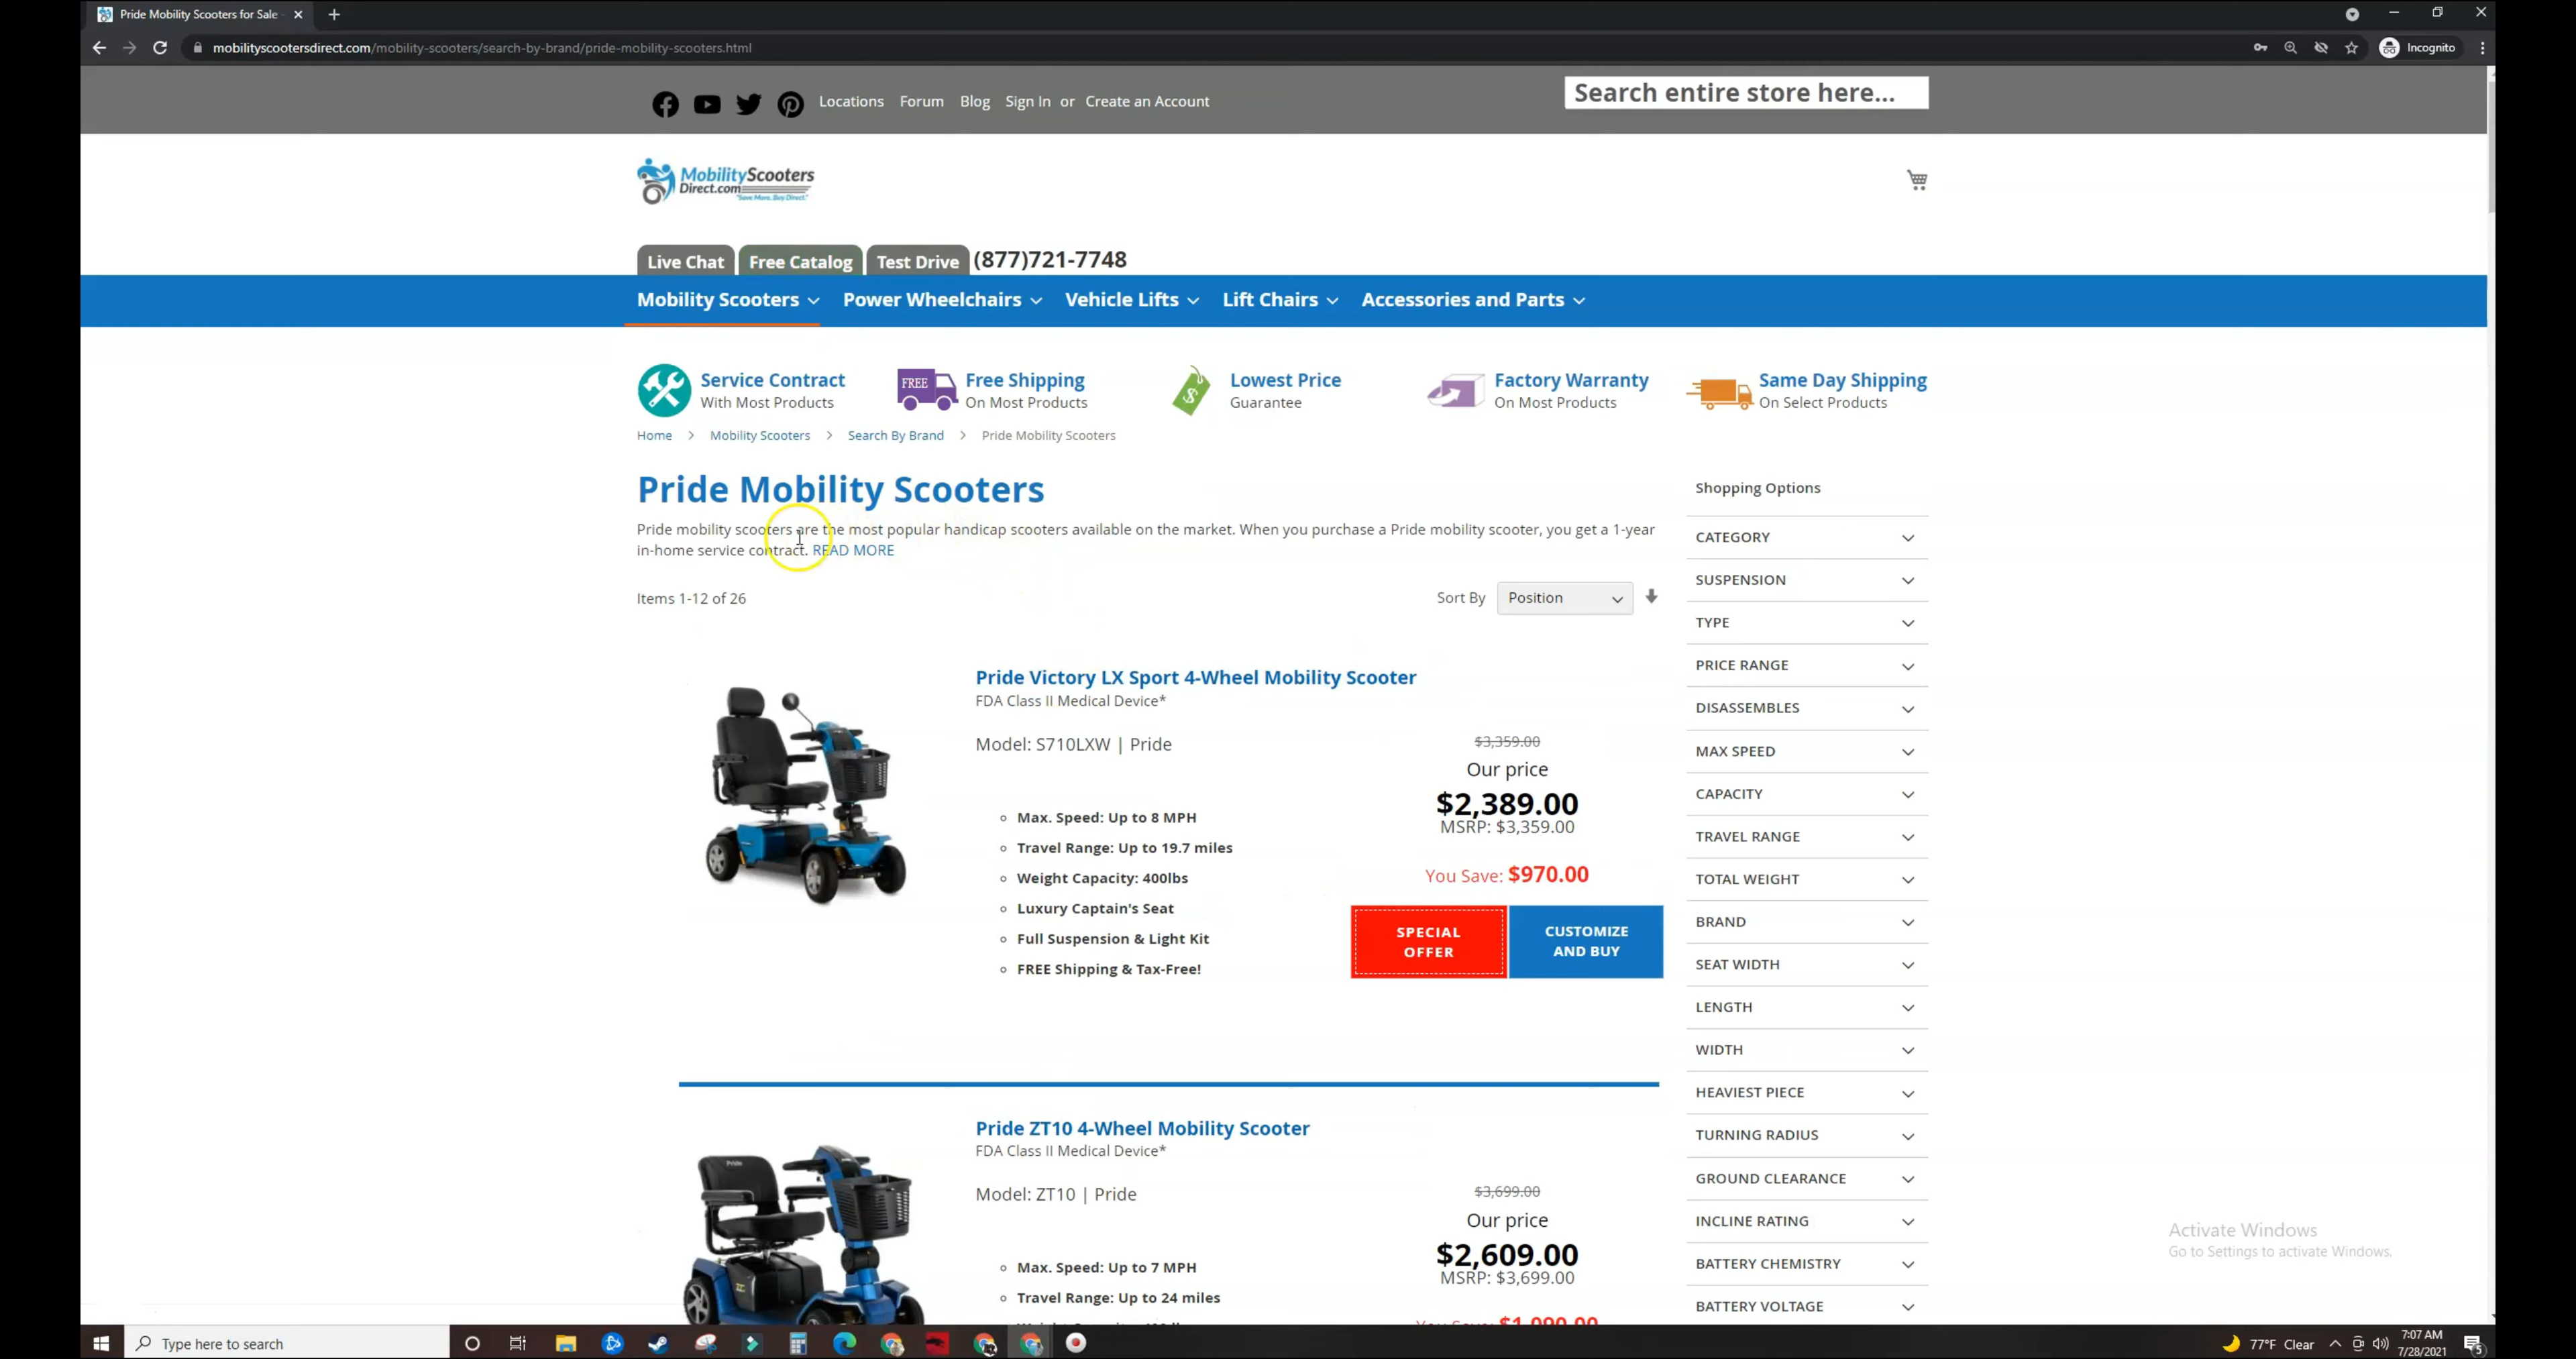 Pride Mobility Scooters for Sale -
mobilityscootersdirect.com/mobility-scooters/search-by-brand/pride-mobility-scooters.html
Incognito
Locations Forum Blog Sign In or Create an Account
Search entire store here...
MobilityScooters
Direct.com
"Save More. Buy Direct."
Live Chat Free Catalog Test Drive (877)721-7748
Mobility Scooters Power Wheelchairs Vehicle Lifts Lift Chairs Accessories and Parts
Service Contract
With Most Products
FREE
Free Shipping
On Most Products
$
Lowest Price
Guarantee
Factory Warranty
On Most Products
Same Day Shipping
On Select Products
Home > Mobility Scooters > Search By Brand > Pride Mobility Scooters
Pride Mobility Scooters
Pride mobility scooters are the most popular handicap scooters available on the market. When you purchase a Pride mobility scooter, you get a 1-year
in-home service contract. READ MORE
Items 1-12 of 26
Sort By Position
Pride Victory LX Sport 4-Wheel Mobility Scooter
FDA Class II Medical Device*
Model: S710LXW | Pride
Max. Speed: Up to 8 MPH
Travel Range: Up to 19.7 miles
Weight Capacity: 400lbs
Luxury Captain's Seat
Full Suspension & Light Kit
FREE Shipping & Tax-Free!
$3,359.00
Our price
$2,389.00
MSRP: $3,359.00
You Save: $970.00
SPECIAL
OFFER
CUSTOMIZE
AND BUY
Pride ZT10 4-Wheel Mobility Scooter
FDA Class II Medical Device*
Model: ZT10 | Pride
Pride
Max. Speed: Up to 7 MPH
Travel Range: Up to 24 miles
$3,699.00
Our price
$2,609.00
MSRP: $3,699.00
You Save: $1,090.00
Shopping Options
CATEGORY
SUSPENSION
TYPE
PRICE RANGE
DISASSEMBLES
MAX SPEED
CAPACITY
TRAVEL RANGE
TOTAL WEIGHT
BRAND
SEAT WIDTH
LENGTH
WIDTH
HEAVIEST PIECE
TURNING RADIUS
GROUND CLEARANCE
INCLINE RATING
BATTERY CHEMISTRY
BATTERY VOLTAGE
Activate Windows
Go to Settings to activate Windows.
Type here to search
77°F Clear
7:07 AM
7/28/2021
5